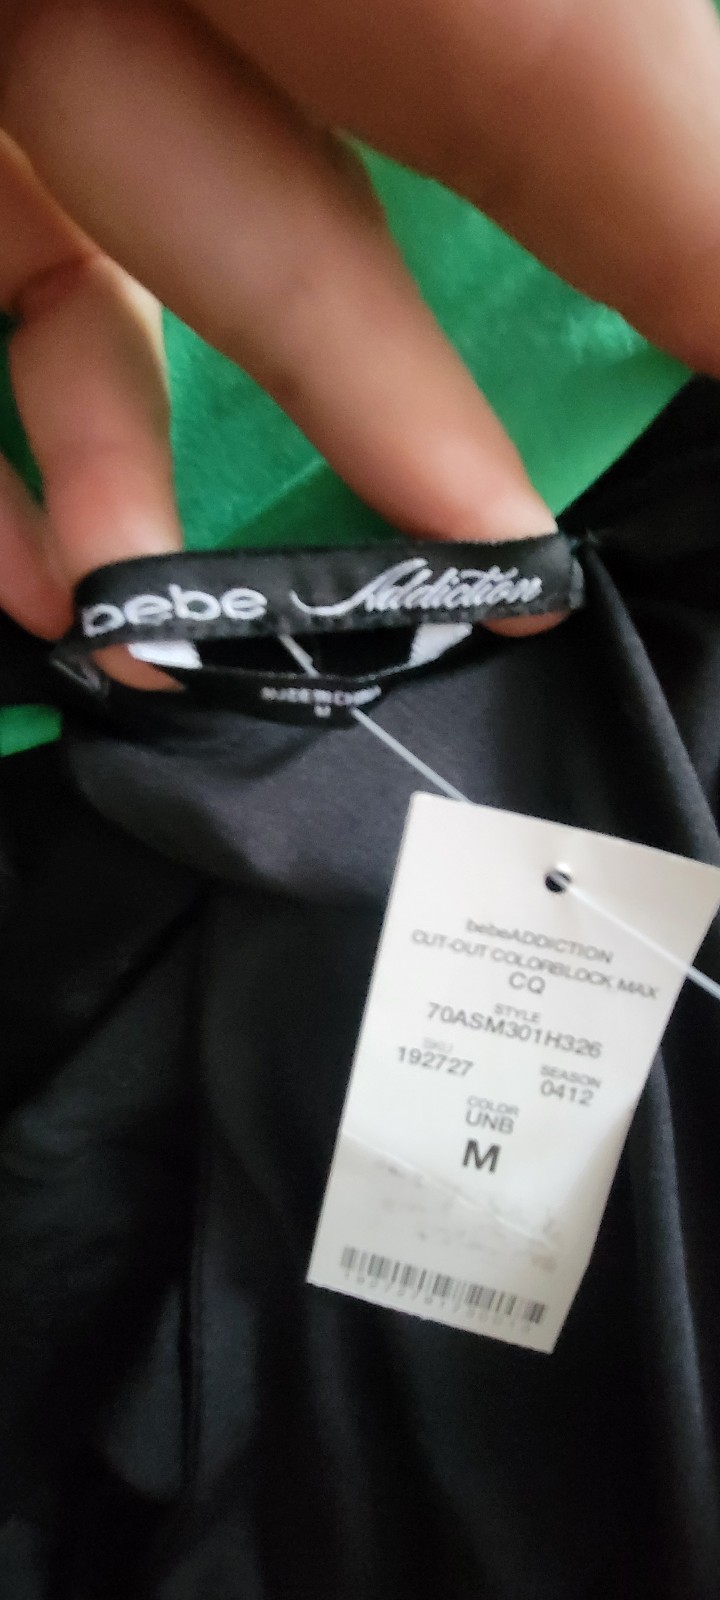 bebe Addiction
MADE IN CHINA
M
bebeADDICTION
CUT-OUT COLORBLOCK MAX
CQ
STYLE
70ASM301H326
SKU SEASON
192727 0412
COLOR
UNB
M